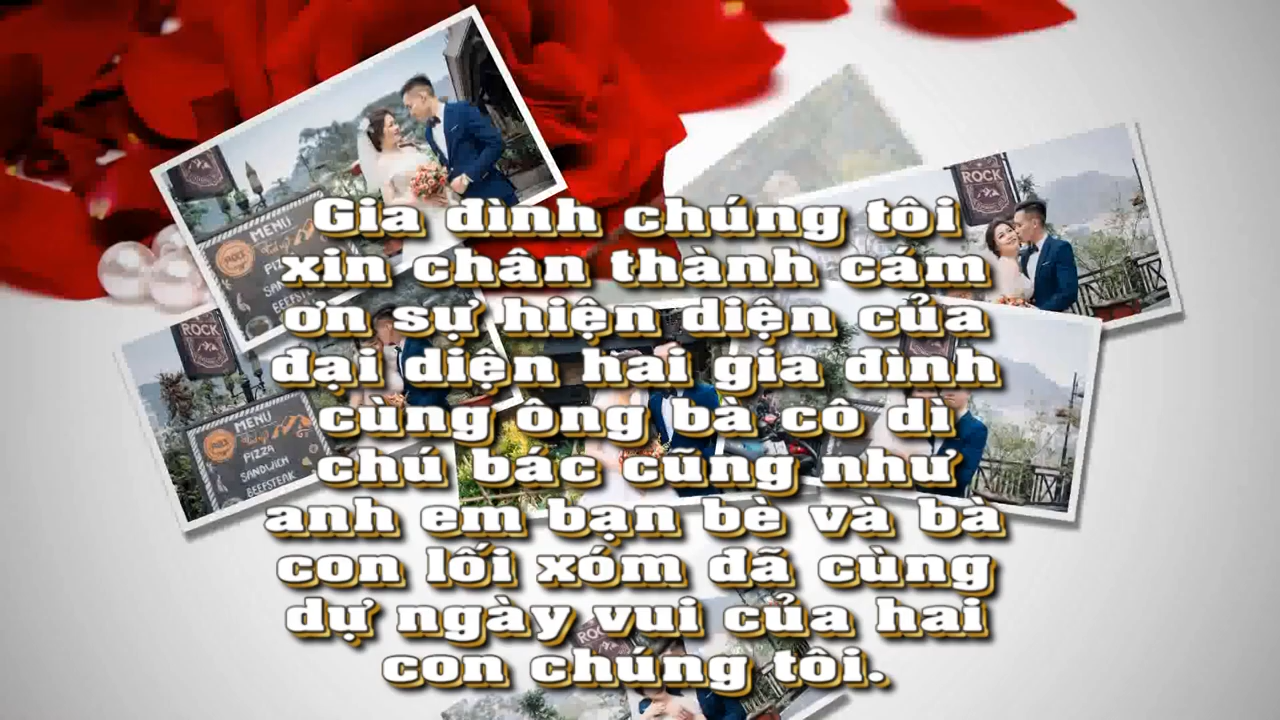 Gia đình chúng tôi
xin chân thành cám
ơn sự hiện diện của
đại diện hai gia đình
cùng ông bà cô dì
chú bác cũng như
anh em bạn bè và bà
con lối xóm đã cùng
dự ngày vui của hai
con chúng tôi.
ROCK
MENU
PIZZA
SANDWICH
BEEFSTEAK
ROCK
MENU
ROCK